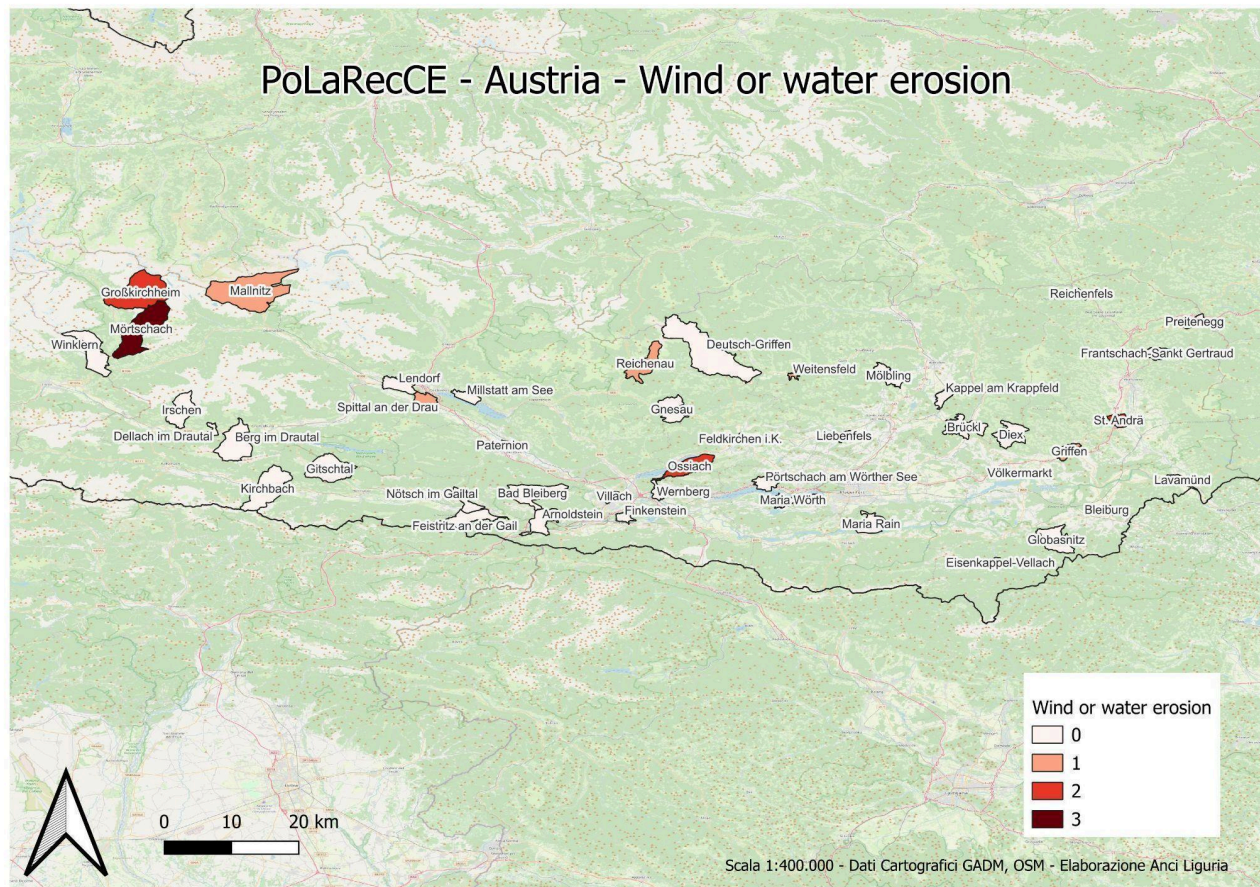 PoLaRecCE - Austria - Wind or water erosion
Großkirchheim
Mallnitz
Reichenfels
Mörtschach
Preitenegg
Winklern
Deutsch-Griffen
Frantschach-Sankt Gertraud
Reichenau
Weitensfeld
Mölbling
Lendorf
Millstatt am See
Kappel am Krappfeld
Spittal an der Drau
Irschen
Gnesau
St. Andrä
Dellach im Drautal
Berg im Drautal
Paternion
Feldkirchen i.K.
Liebenfels
Brückl
Diex
Griffen
Gitschtal
Ossiach
Völkermarkt
Kirchbach
Pörtschach am Wörther See
Lavamünd
Nötsch im Gailtal
Bad Bleiberg
Villach
Wernberg
Maria Wörth
Bleiburg
Feistritz an der Gail
Arnoldstein
Finkenstein
Maria Rain
Globasnitz
Eisenkappel-Vellach
Wind or water erosion
0
1
2
3
0 10 20 km
Scala 1:400.000 - Dati Cartografici GADM, OSM - Elaborazione Anci Liguria